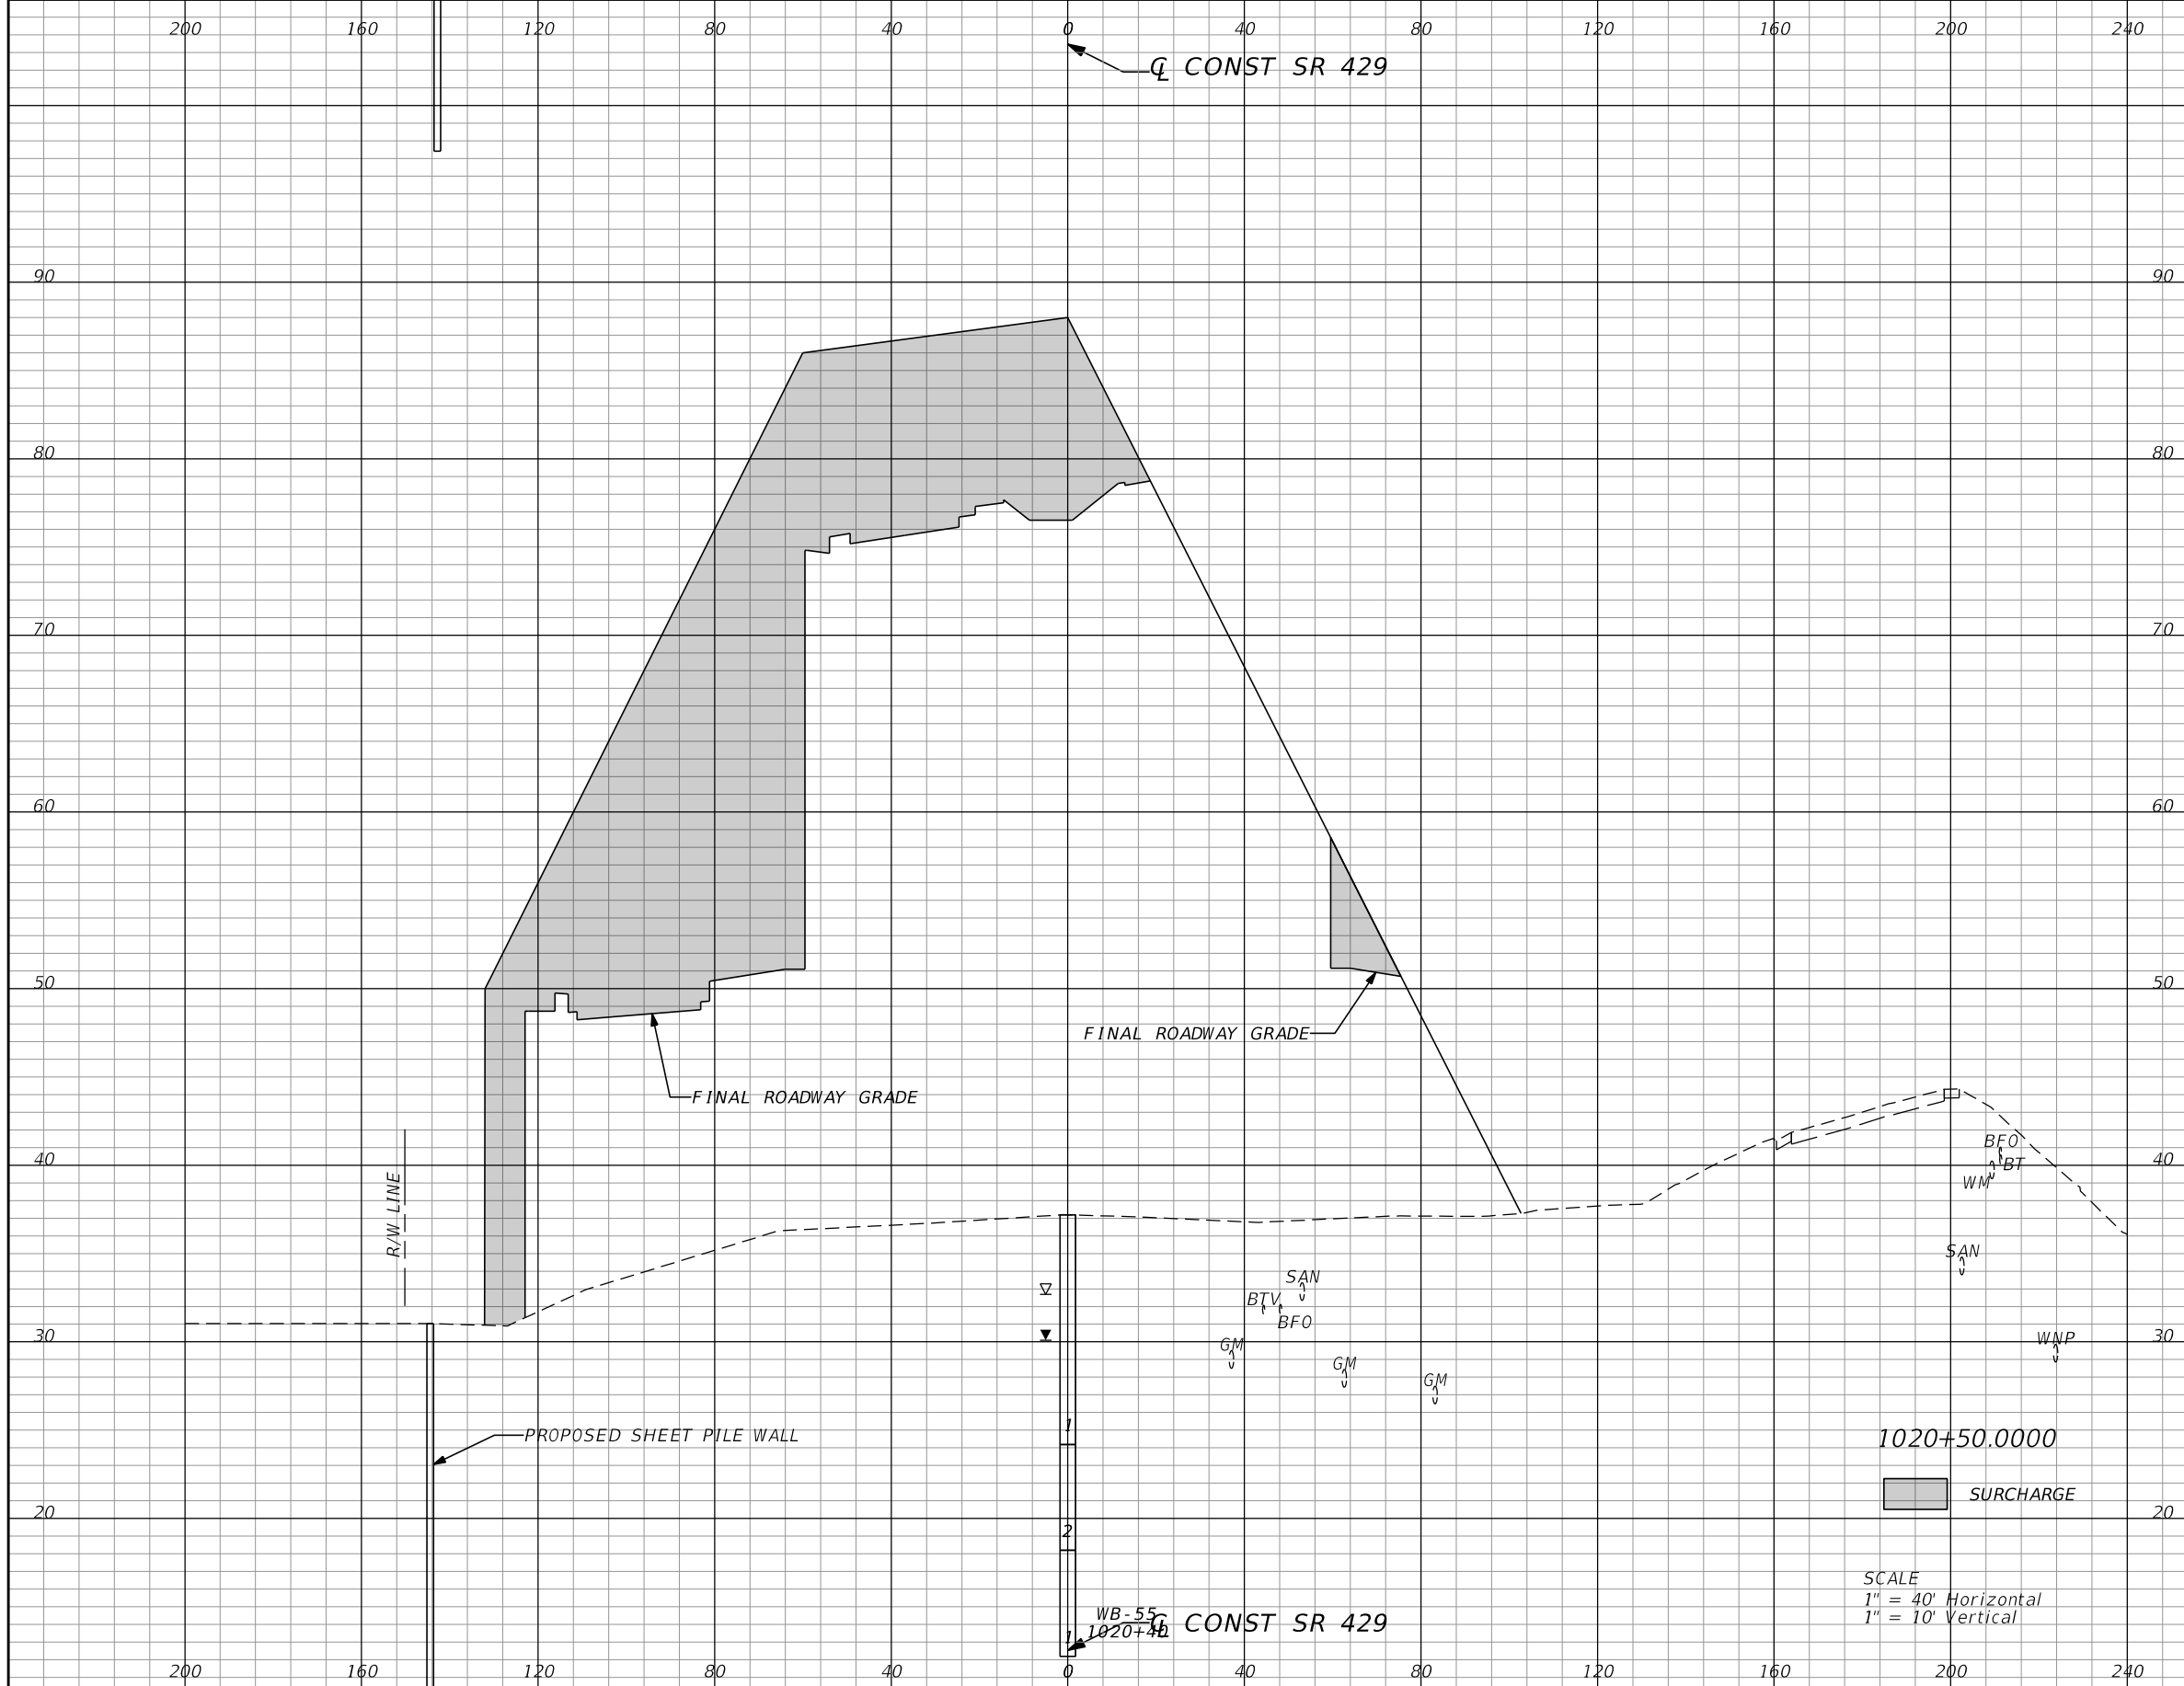 200 160 120 80 40 0 40 80 120 160 200 240
℄ CONST SR 429
90 90
80 80
70 70
60 60
50 50
FINAL ROADWAY GRADE
FINAL ROADWAY GRADE
BFO
40 40
BT
R/W LINE
WM
SAN
SAN
BTV
BFO
30 30
GM
WNP
GM
GM
1
PROPOSED SHEET PILE WALL
1020+50.0000
SURCHARGE
20 20
2
SCALE
1" = 40' Horizontal
1" = 10' Vertical
WB-55
℄ CONST SR 429
1020+40
1
200 160 120 80 40 0 40 80 120 160 200 240